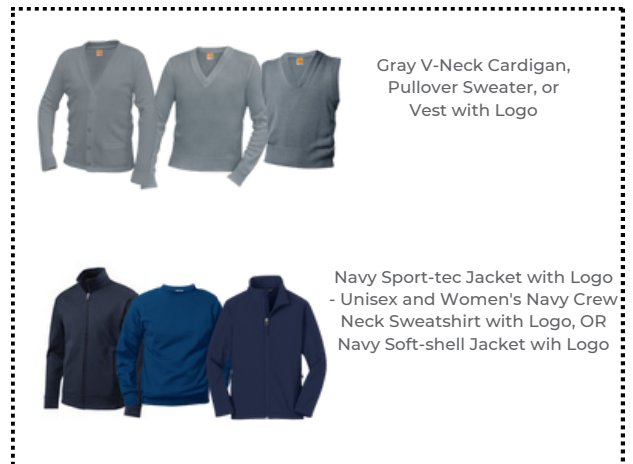 Gray V-Neck Cardigan,
Pullover Sweater, or
Vest with Logo
Navy Sport-tec Jacket with Logo
- Unisex and Women's Navy Crew
Neck Sweatshirt with Logo, OR
Navy Soft-shell Jacket wih Logo